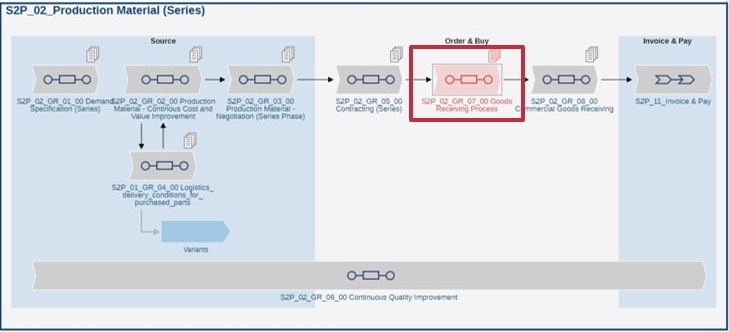 S2P_02_Production Material (Series)
Source
Order & Buy
Invoice & Pay
S2P_02_GR_01_00 Demand
Specification (Series)
S2P_02_GR_02_00 Production
Material - Continous Cost and
Value Improvement
S2P_02_GR_03_00
Production Material -
Negotiation (Series Phase)
S2P_02_GR_05_00
Contracting (Series)
S2P_02_GR_07_00 Goods
Receiving Process
S2P_02_GR_08_00
Commercial Goods Receiving
S2P_11_Invoice & Pay
S2P_01_GR_04_00 Logistics_
delivery_conditions_for_
purchased_parts
Variants
S2P_02_GR_06_00 Continuous Quality Improvement